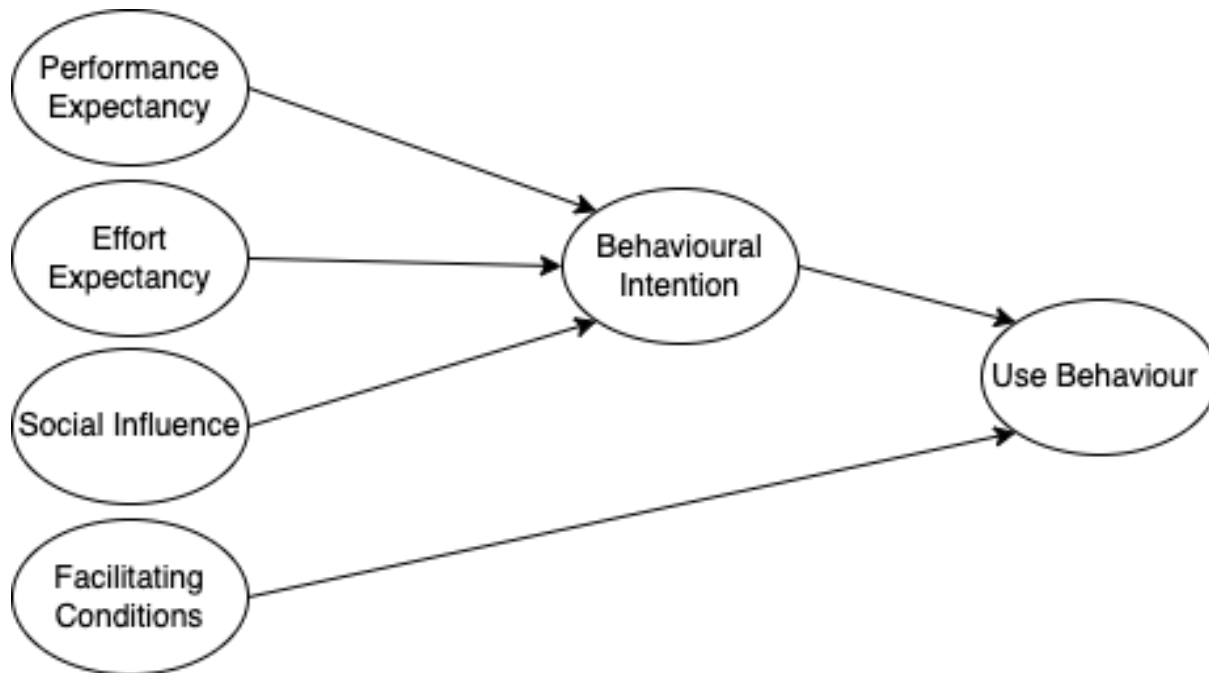 Performance
Expectancy
Effort
Expectancy
Behavioural
Intention
Use Behaviour
Social Influence
Facilitating
Conditions